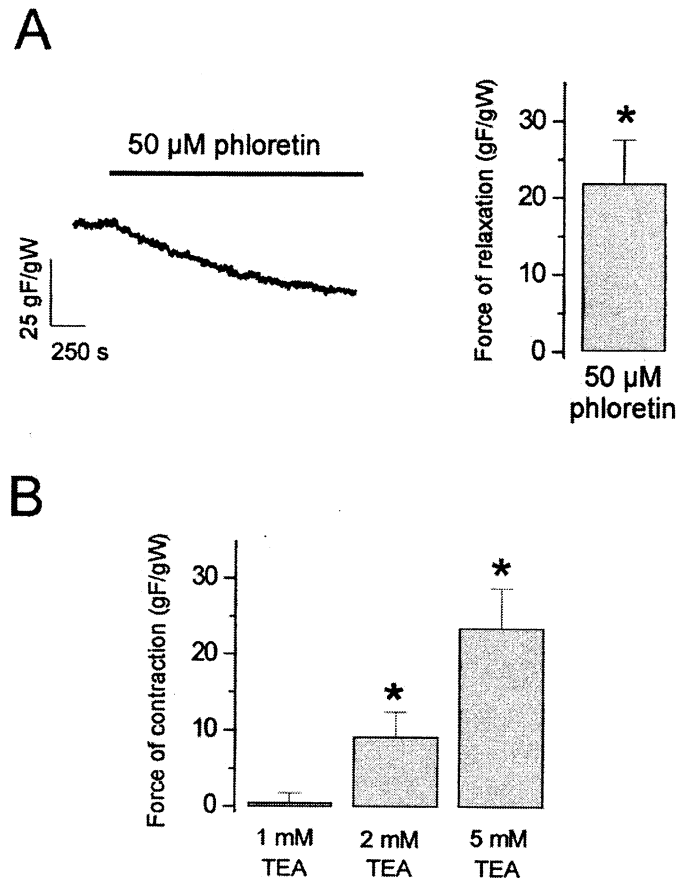 A
50 µM phloretin
25 gF/gW
250 s
Force of relaxation (gF/gW)
30
20
10
0
*
50 µM
phloretin
B
Force of contraction (gF/gW)
30
20
10
0
*
*
1 mM
TEA
2 mM
TEA
5 mM
TEA